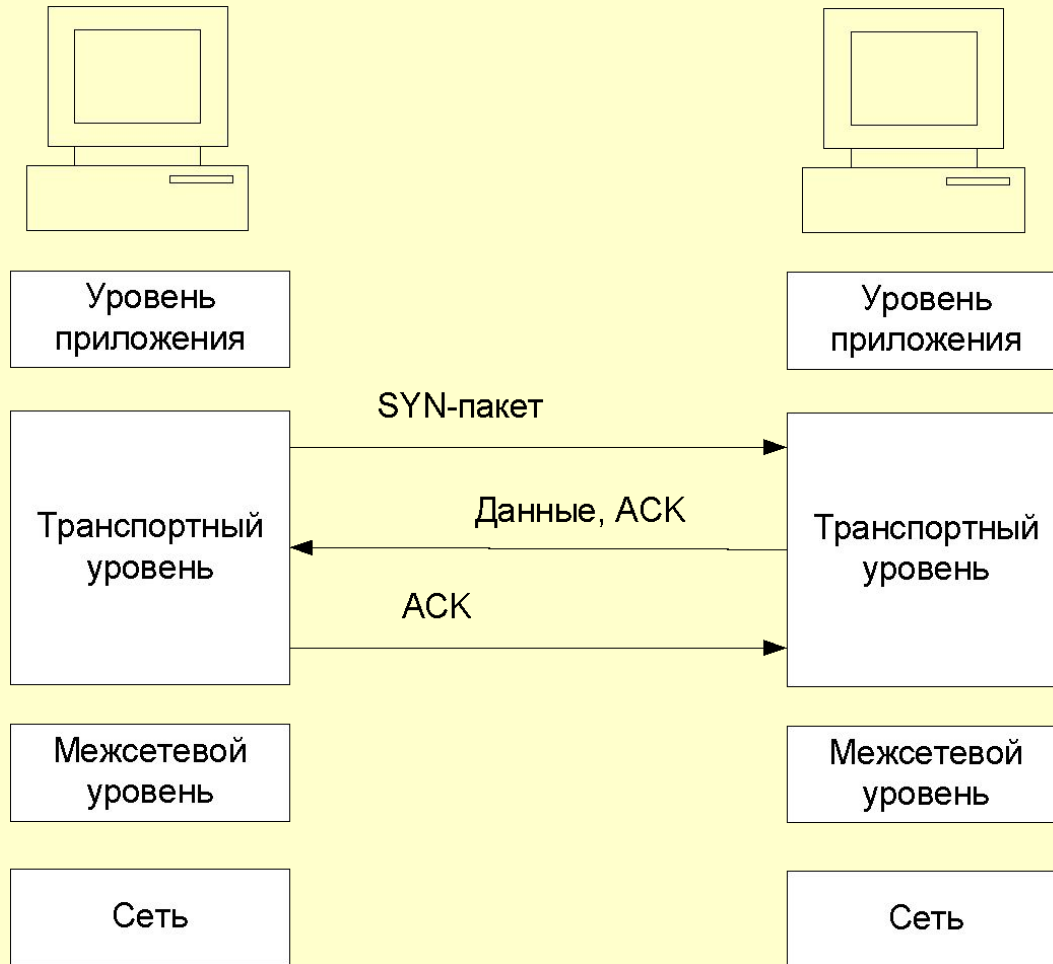 Уровень
приложения
Уровень
приложения
SYN-пакет
Транспортный
уровень
Данные, ACK
Транспортный
уровень
ACK
Межсетевой
уровень
Межсетевой
уровень
Сеть
Сеть